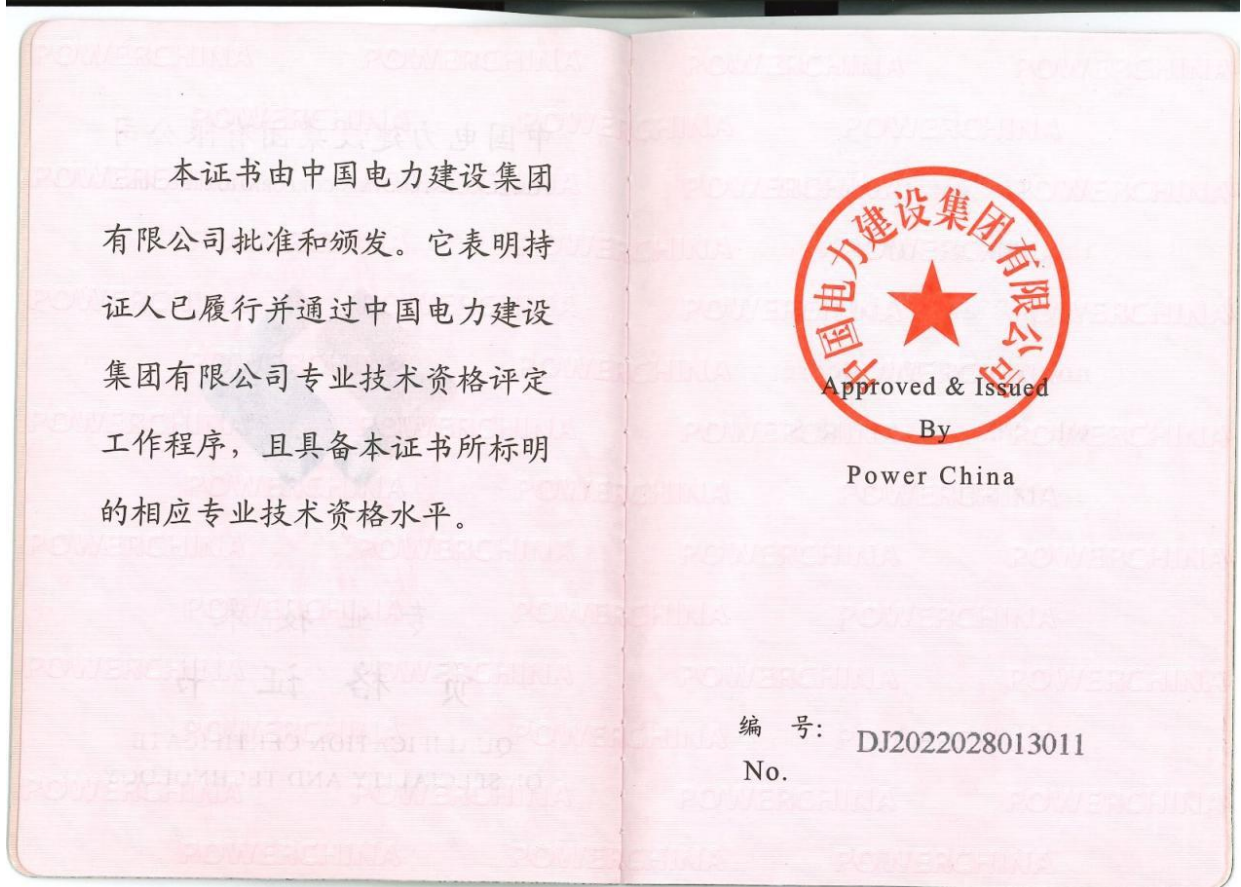 本证书由中国电力建设集团
有限公司批准和颁发。它表明持
证人已履行并通过中国电力建设
集团有限公司专业技术资格评定
工作程序，且具备本证书所标明
的相应专业技术资格水平。
中国电力建设集团有限公司
Approved & Issued
By
Power China
编 号:
DJ2022028013011
No.